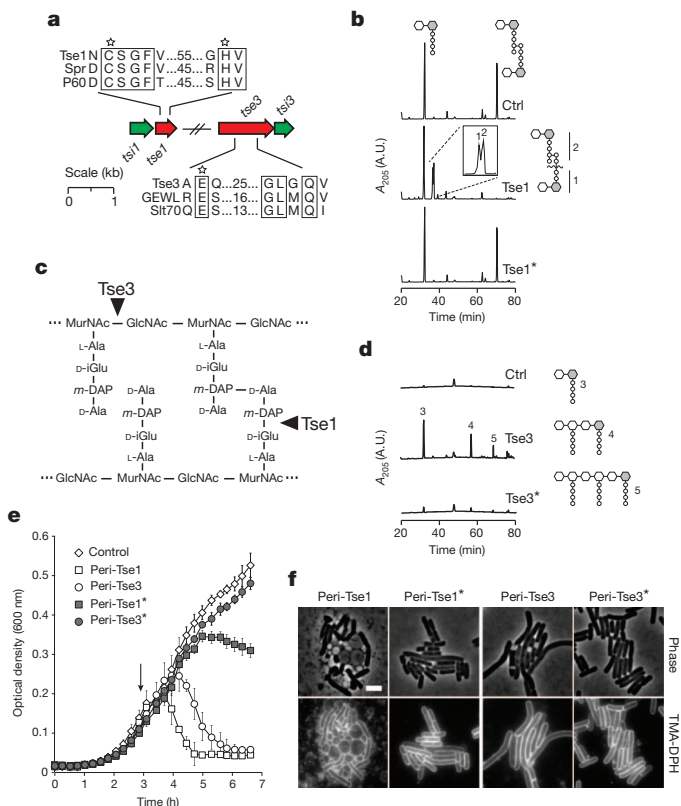 a
Tse1 N C S G F V ...55... G H V
Spr D C S G F V ...45... R H V
P60 D C S G F T ...45... S H V
tse3
tsi1
tse1
tsi3
Scale (kb)
0 1
Tse3 A E Q...25... G L G Q V
GEWL R E S...16... G L M Q V
Slt70 Q E S...13... G L M Q I
b
Ctrl
1 2
Tse1
2
1
Tse1*
A205 (A.U.)
20 40 60 80
Time (min)
c
Tse3
··· MurNAc — GlcNAc — MurNAc — GlcNAc ···
L-Ala L-Ala
D-iGlu D-iGlu
m-DAP D-Ala m-DAP — D-Ala
D-Ala m-DAP D-Ala m-DAP
Tse1
D-iGlu D-iGlu
L-Ala L-Ala
··· GlcNAc — MurNAc — GlcNAc — MurNAc ···
d
Ctrl
3
3 4 5
Tse3
4
Tse3*
5
A205 (A.U.)
20 40 60 80
Time (min)
e
Optical density (600 nm)
0.6
0.5
0.4
0.3
0.2
0.1
0
Control
Peri-Tse1
Peri-Tse3
Peri-Tse1*
Peri-Tse3*
0 1 2 3 4 5 6 7
Time (h)
f
Peri-Tse1 Peri-Tse1* Peri-Tse3 Peri-Tse3*
Phase
TMA-DPH